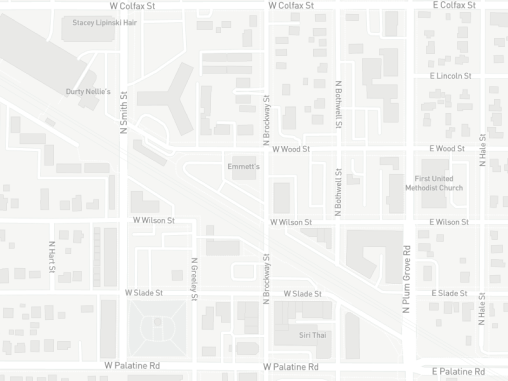 W Colfax St
W Colfax St
E Colfax St
Stacey Lipinski Hair
E Lincoln St
Durty Nellie's
N Smith St
N Brockway St
N Bothwell St
N Hale St
W Wood St
E Wood St
Emmett's
First United
Methodist Church
N Bothwell St
W Wilson St
W Wilson St
E Wilson St
N Hart St
N Greeley St
N Brockway St
N Plum Grove Rd
W Slade St
W Slade St
E Slade St
N Hale St
Siri Thai
W Palatine Rd
W Palatine Rd
E Palatine Rd